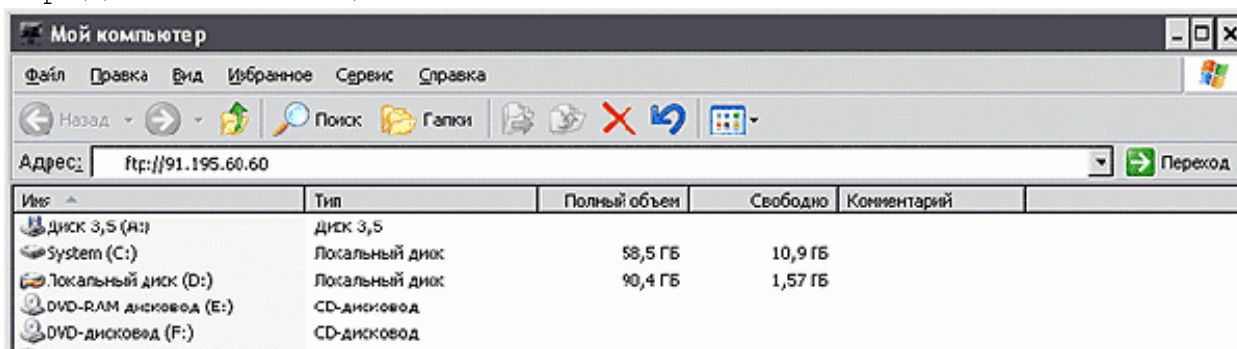 Мой компьютер
Файл Правка Вид Избранное Сервис Справка
Назад Поиск Папки
Адрес: ftp://91.195.60.60 Переход
Имя Тип Полный объем Свободно Комментарий
Диск 3,5 (A:) Диск 3,5
System (C:) Локальный диск 58,5 ГБ 10,9 ГБ
Локальный диск (D:) Локальный диск 90,4 ГБ 1,57 ГБ
DVD-RAM дисковод (E:) CD-дисковод
DVD-дисковод (F:) CD-дисковод